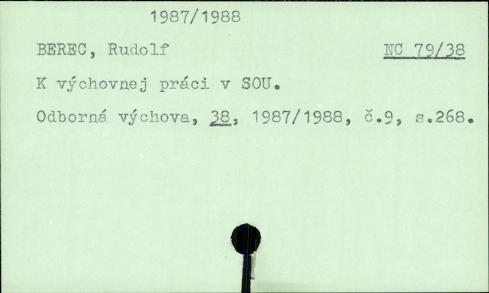 1987/1988
BEREC, Rudolf NC 79/38
K výchovnej práci v SOU.
Odborná výchova, 38, 1987/1988, č.9, s.268.